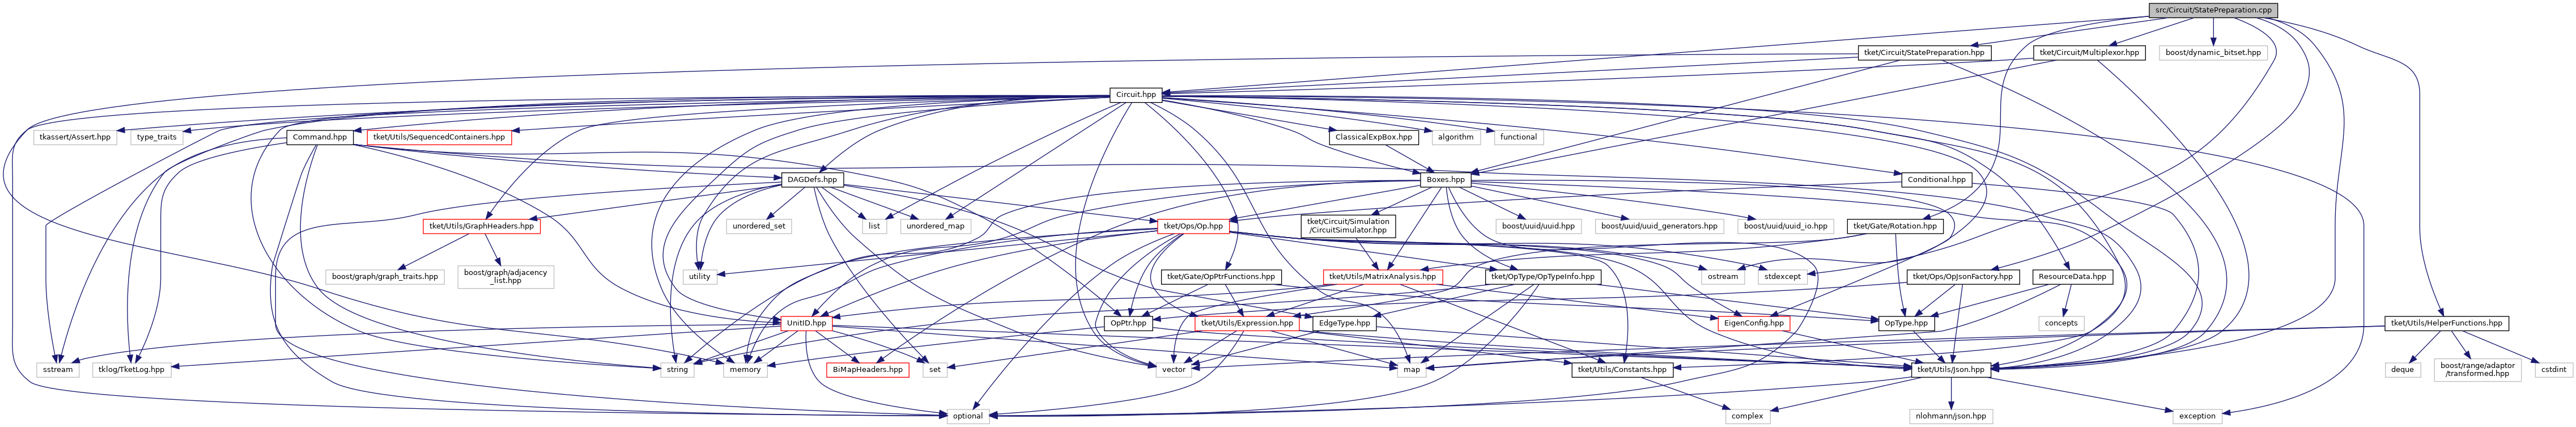 src/Circuit/StatePreparation.cpp
tket/Circuit/StatePreparation.hpp
tket/Circuit/Multiplexor.hpp
boost/dynamic_bitset.hpp
Circuit.hpp
tkassert/Assert.hpp
type_traits
Command.hpp
tket/Utils/SequencedContainers.hpp
ClassicalExpBox.hpp
algorithm
functional
DAGDefs.hpp
Boxes.hpp
Conditional.hpp
tket/Utils/GraphHeaders.hpp
unordered_set
list
unordered_map
tket/Ops/Op.hpp
tket/Circuit/Simulation
/CircuitSimulator.hpp
boost/uuid/uuid.hpp
boost/uuid/uuid_generators.hpp
boost/uuid/uuid_io.hpp
tket/Gate/Rotation.hpp
boost/graph/graph_traits.hpp
boost/graph/adjacency
_list.hpp
utility
tket/Gate/OpPtrFunctions.hpp
tket/Utils/MatrixAnalysis.hpp
tket/OpType/OpTypeInfo.hpp
ostream
stdexcept
tket/Ops/OpJsonFactory.hpp
ResourceData.hpp
UnitID.hpp
OpPtr.hpp
tket/Utils/Expression.hpp
EdgeType.hpp
EigenConfig.hpp
OpType.hpp
concepts
tket/Utils/HelperFunctions.hpp
sstream
tklog/TketLog.hpp
string
memory
BiMapHeaders.hpp
set
vector
map
tket/Utils/Constants.hpp
tket/Utils/Json.hpp
deque
boost/range/adaptor
/transformed.hpp
cstdint
optional
complex
nlohmann/json.hpp
exception